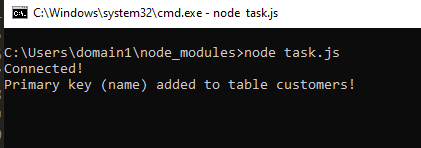 C:\Windows\system32\cmd.exe - node task.js
C:\Users\domain1\node_modules>node task.js
Connected!
Primary key (name) added to table customers!